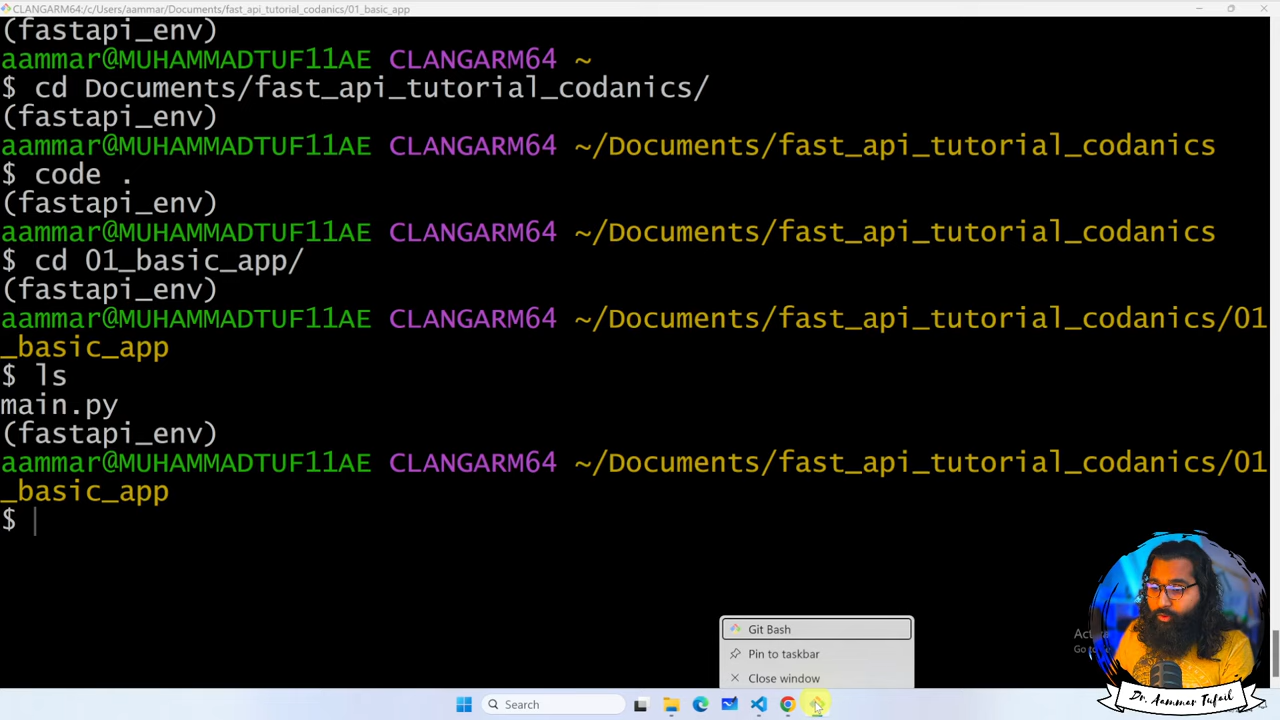 CLANGARM64:/c/Users/aammar/Documents/fast_api_tutorial_codanics/01_basic_app
(fastapi_env)
aammar@MUHAMMADTUF11AE CLANGARM64 ~
$ cd Documents/fast_api_tutorial_codanics/
(fastapi_env)
aammar@MUHAMMADTUF11AE CLANGARM64 ~/Documents/fast_api_tutorial_codanics
$ code .
(fastapi_env)
aammar@MUHAMMADTUF11AE CLANGARM64 ~/Documents/fast_api_tutorial_codanics
$ cd 01_basic_app/
(fastapi_env)
aammar@MUHAMMADTUF11AE CLANGARM64 ~/Documents/fast_api_tutorial_codanics/01
_basic_app
$ ls
main.py
(fastapi_env)
aammar@MUHAMMADTUF11AE CLANGARM64 ~/Documents/fast_api_tutorial_codanics/01
_basic_app
$
Git Bash
Pin to taskbar
Close window
Search
Dr. Aammar Tufail